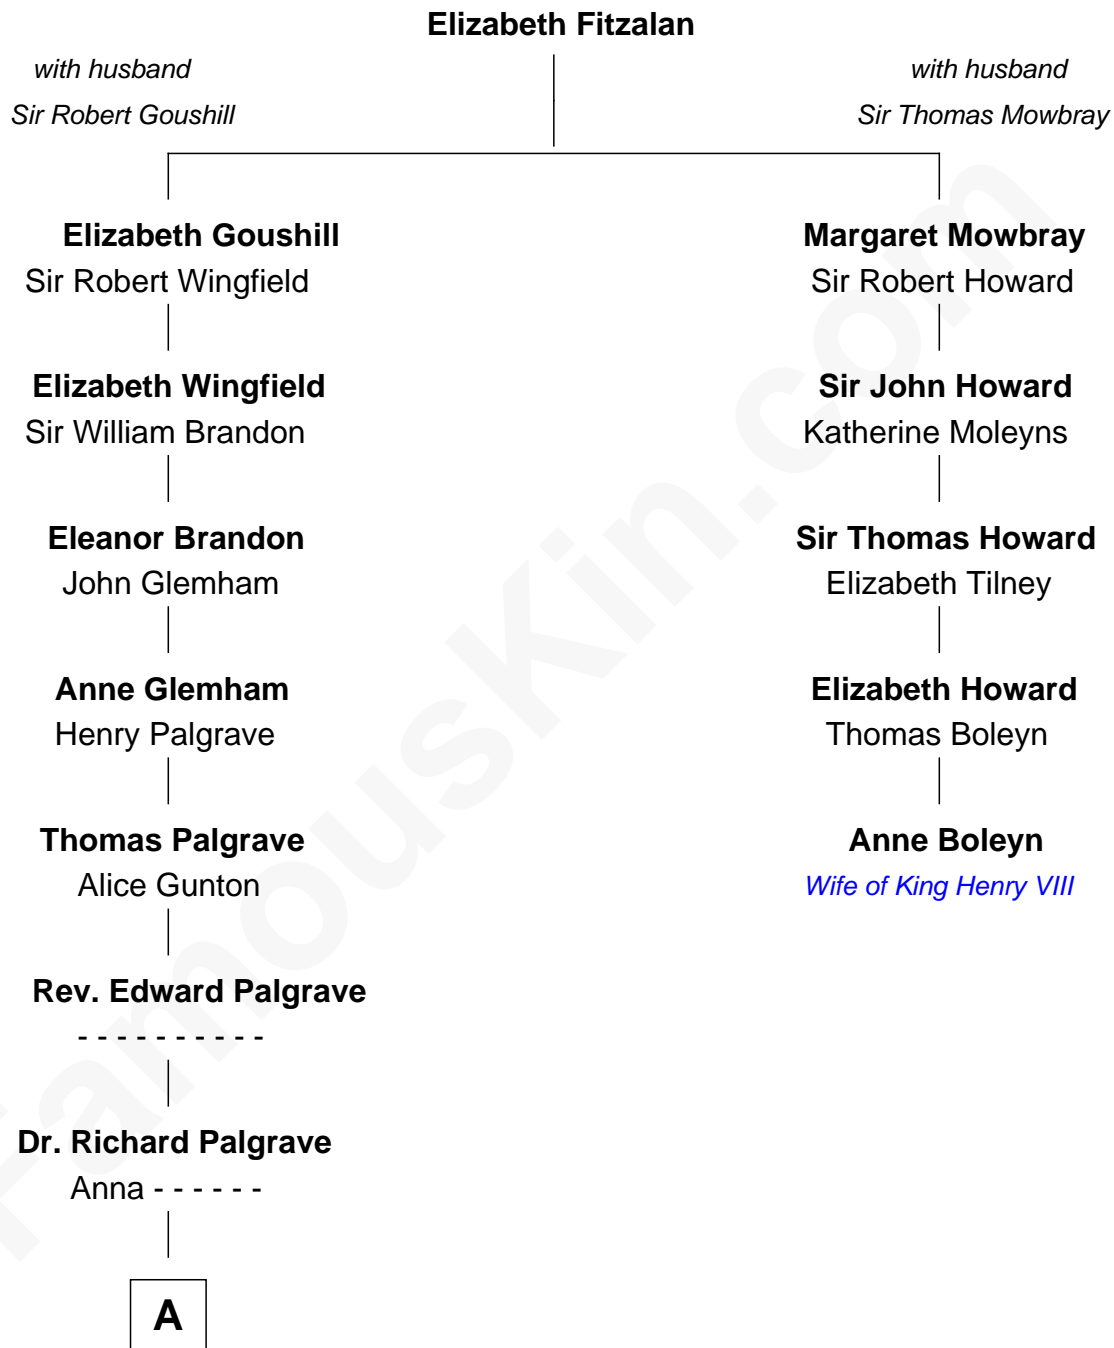 Elizabeth Fitzalan
with husband
Sir Robert Goushill
with husband
Sir Thomas Mowbray
Elizabeth Goushill
Sir Robert Wingfield
Margaret Mowbray
Sir Robert Howard
Elizabeth Wingfield
Sir William Brandon
Sir John Howard
Katherine Moleyns
Eleanor Brandon
John Glemham
Sir Thomas Howard
Elizabeth Tilney
Anne Glemham
Henry Palgrave
Elizabeth Howard
Thomas Boleyn
Thomas Palgrave
Alice Gunton
Anne Boleyn
Wife of King Henry VIII
Rev. Edward Palgrave
- - - - - - - - - -
Dr. Richard Palgrave
Anna - - - - - -
A
FamousKin.com